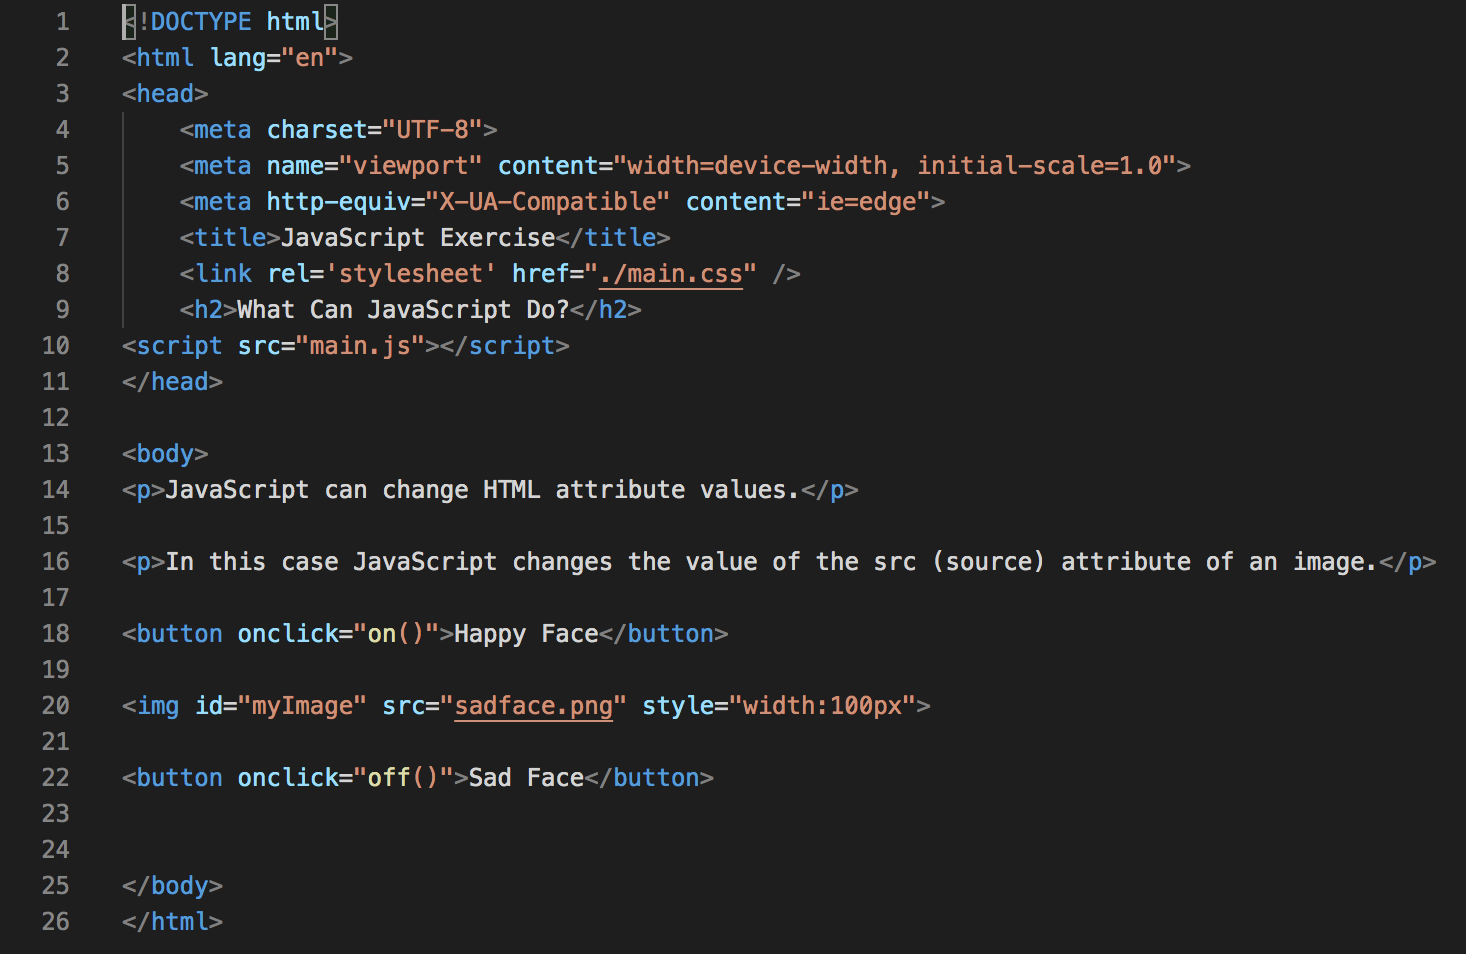 1 <!DOCTYPE html>
2 <html lang="en">
3 <head>
4     <meta charset="UTF-8">
5     <meta name="viewport" content="width=device-width, initial-scale=1.0">
6     <meta http-equiv="X-UA-Compatible" content="ie=edge">
7     <title>JavaScript Exercise</title>
8     <link rel='stylesheet' href="./main.css" />
9     <h2>What Can JavaScript Do?</h2>
10 <script src="main.js"></script>
11 </head>
12
13 <body>
14 <p>JavaScript can change HTML attribute values.</p>
15
16 <p>In this case JavaScript changes the value of the src (source) attribute of an image.</p>
17
18 <button onclick="on()">Happy Face</button>
19
20 <img id="myImage" src="sadface.png" style="width:100px">
21
22 <button onclick="off()">Sad Face</button>
23
24
25 </body>
26 </html>